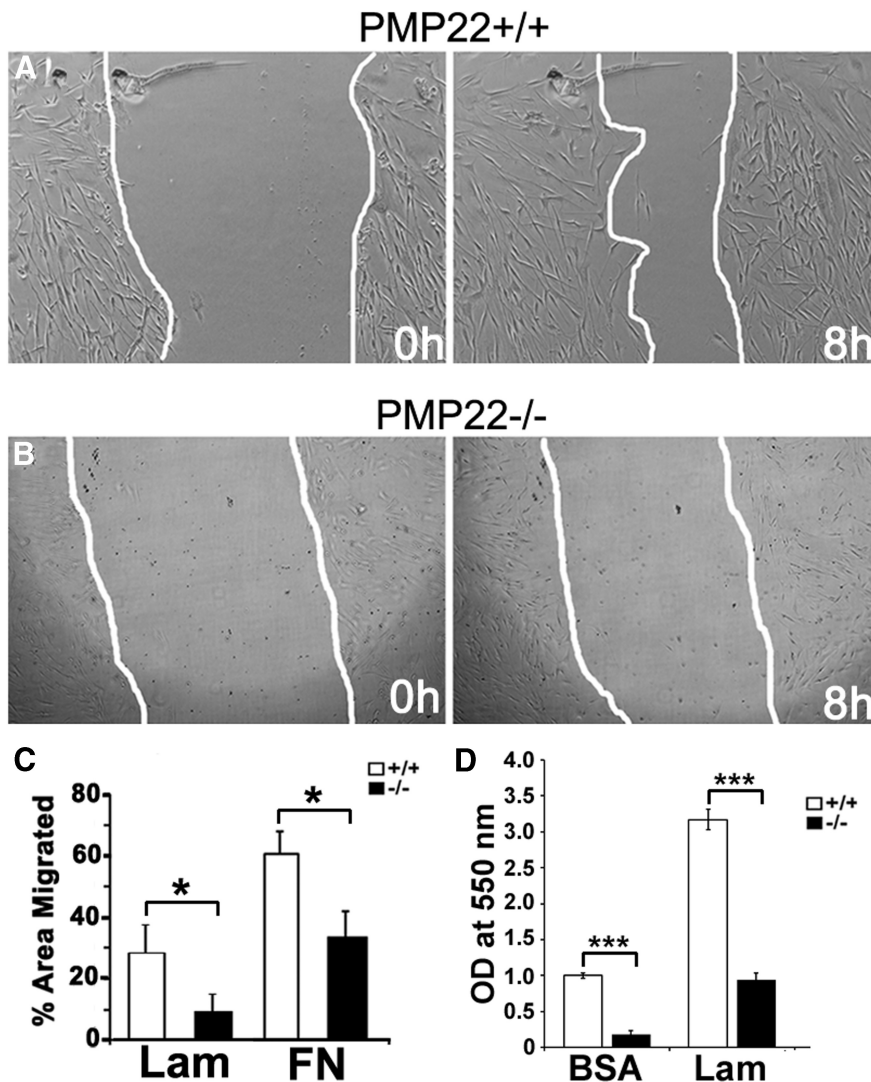 PMP22+/+
A
0h
8h
PMP22-/-
B
0h
8h
C
+/+
-/-
% Area Migrated
80
60
40
20
0
*
*
Lam
FN
D
+/+
-/-
OD at 550 nm
4.0
3.5
3.0
2.5
2.0
1.5
1.0
0.5
0
***
***
BSA
Lam